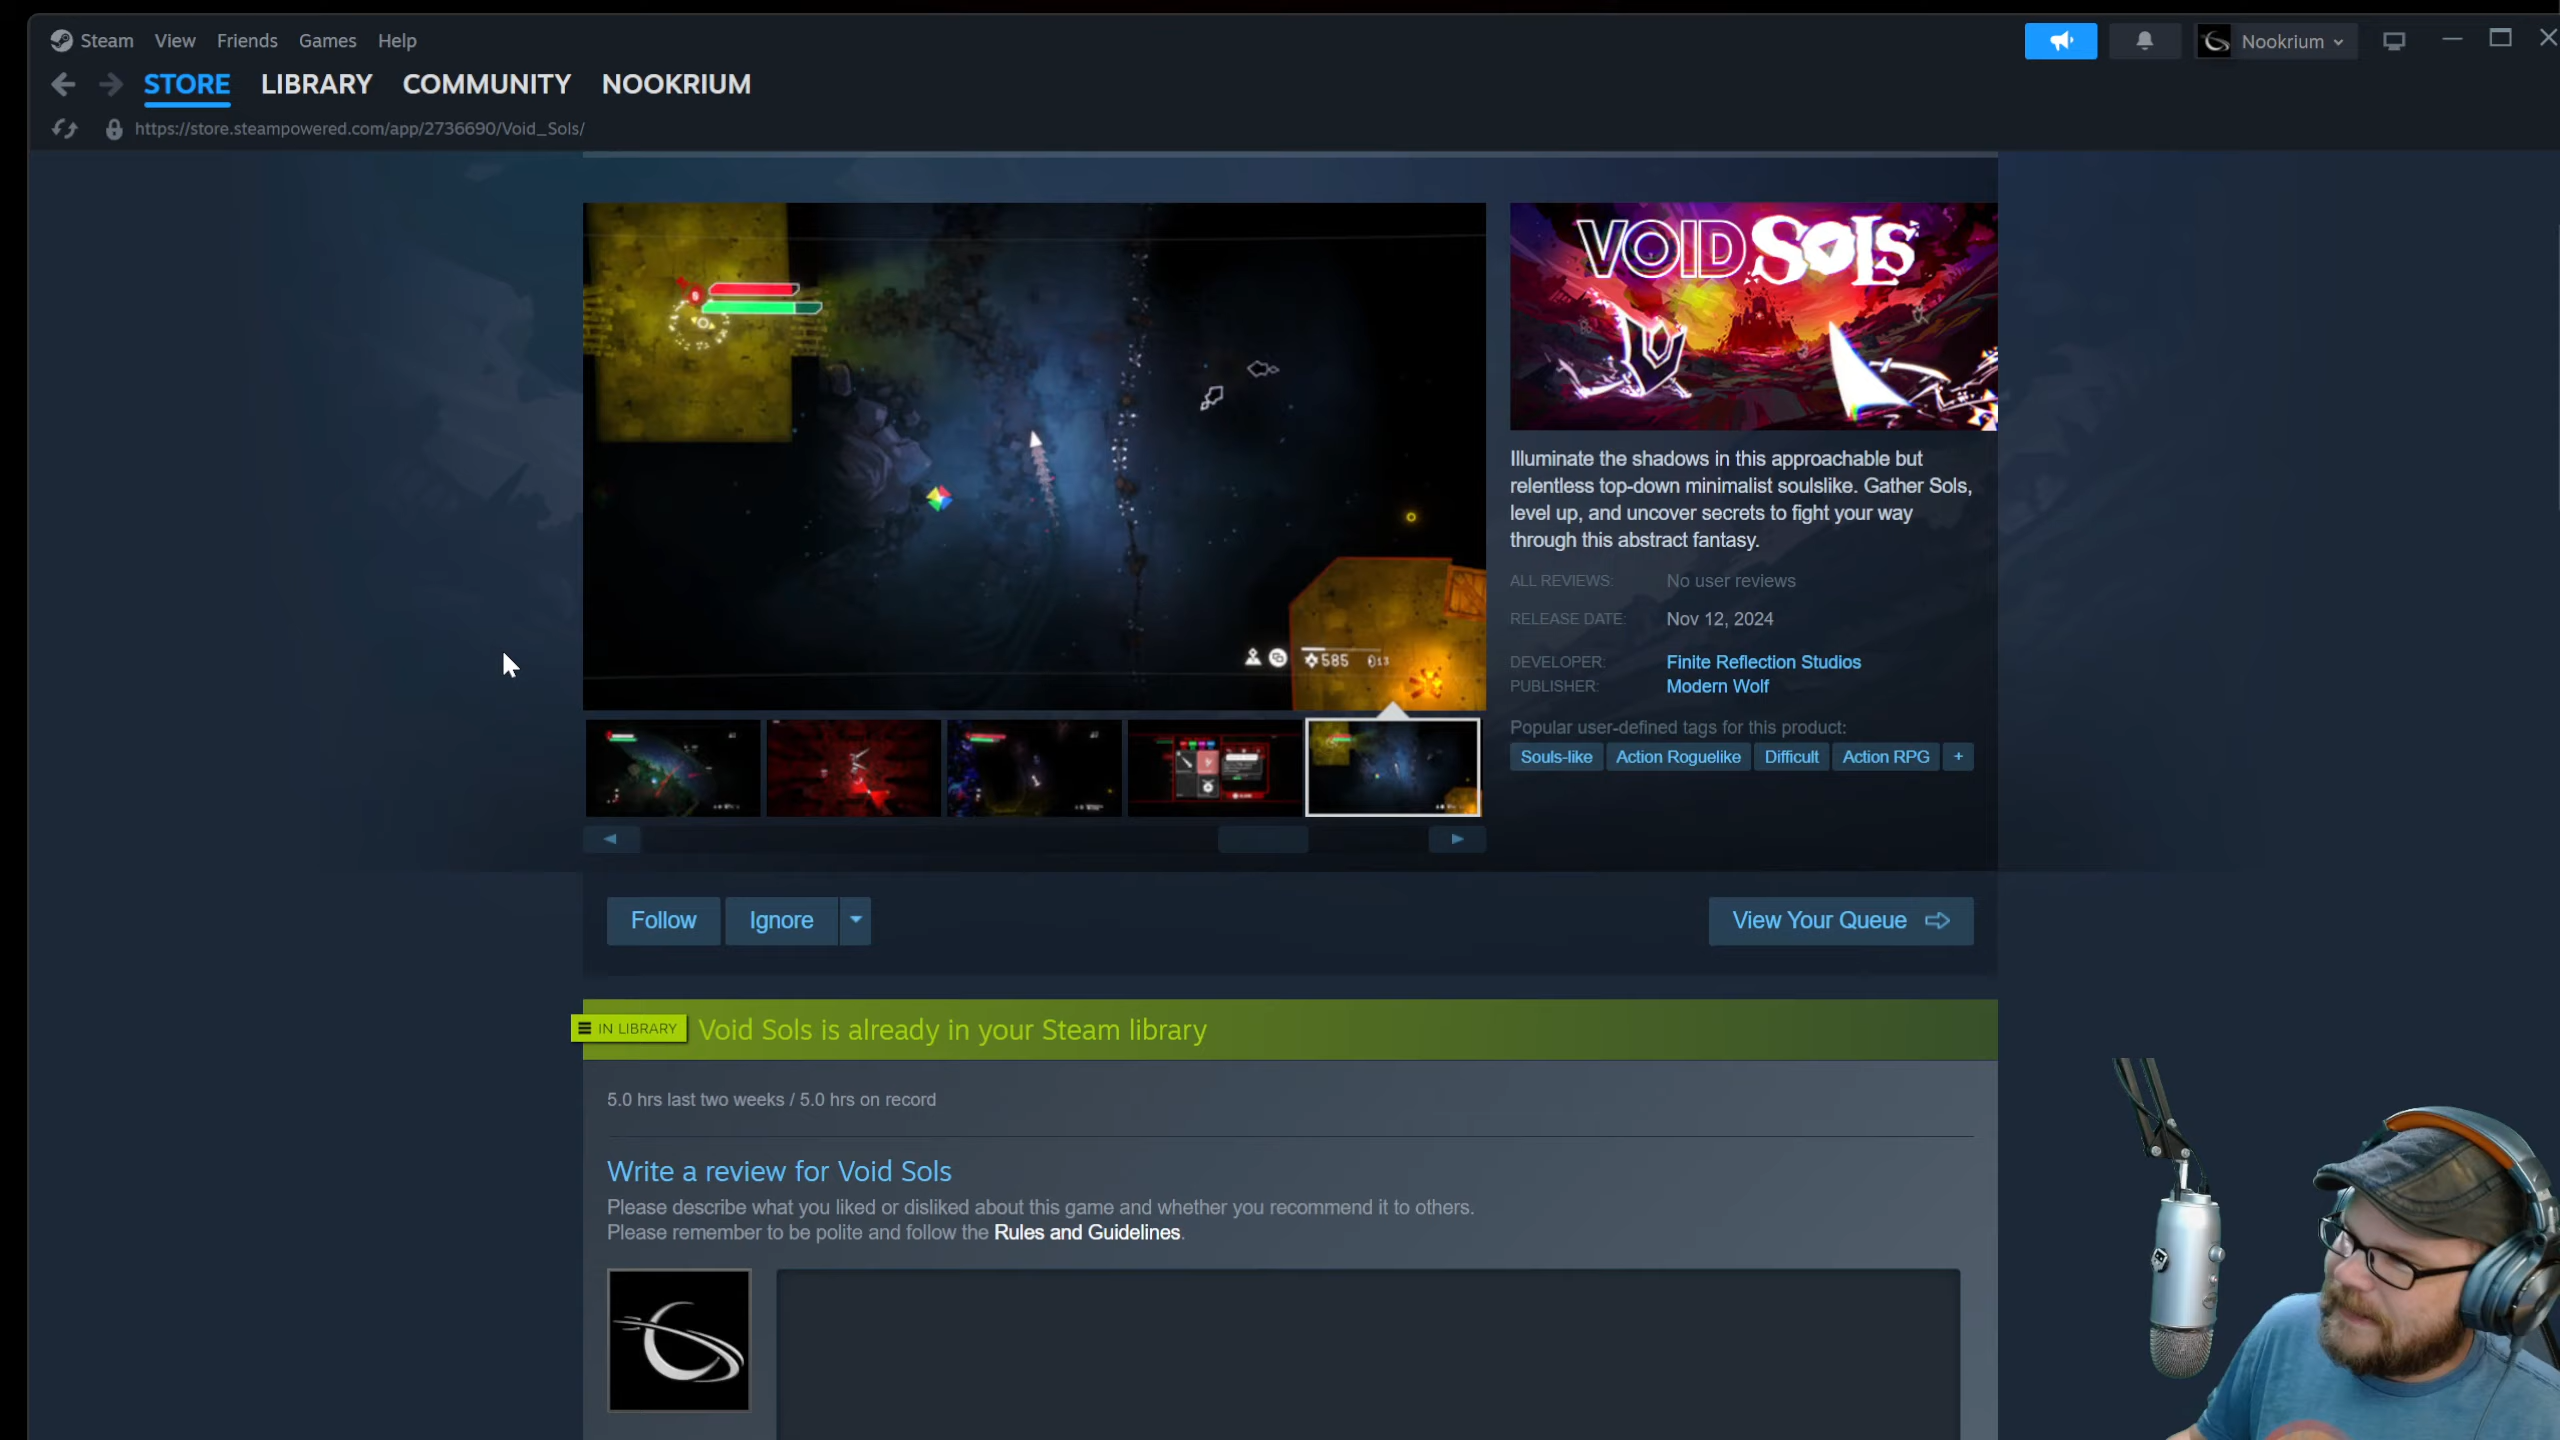 Steam View Friends Games Help
Nookrium
STORE LIBRARY COMMUNITY NOOKRIUM
https://store.steampowered.com/app/2736690/Void_Sols/
VOID SOLS
Illuminate the shadows in this approachable but
relentless top-down minimalist soulslike. Gather Sols,
level up, and uncover secrets to fight your way
through this abstract fantasy.
ALL REVIEWS: No user reviews
RELEASE DATE: Nov 12, 2024
585 13
DEVELOPER: Finite Reflection Studios
PUBLISHER: Modern Wolf
Popular user-defined tags for this product:
Souls-like Action Roguelike Difficult Action RPG +
Follow Ignore View Your Queue
IN LIBRARY Void Sols is already in your Steam library
5.0 hrs last two weeks / 5.0 hrs on record
Write a review for Void Sols
Please describe what you liked or disliked about this game and whether you recommend it to others.
Please remember to be polite and follow the Rules and Guidelines.